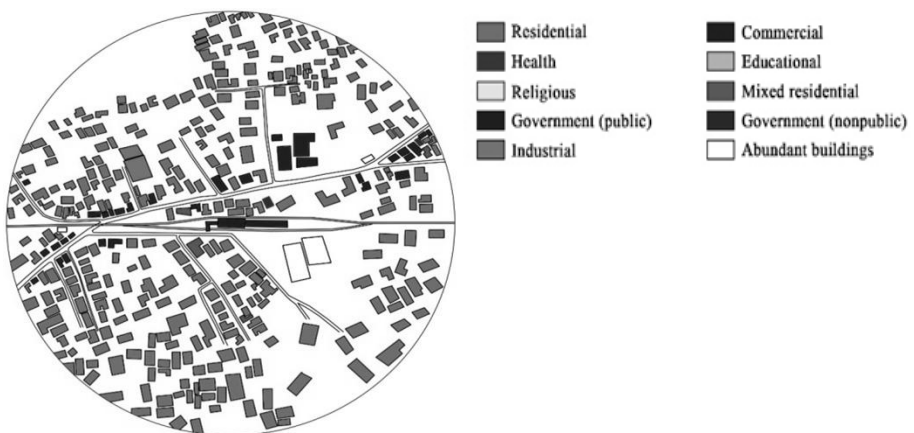 Residential
Health
Religious
Government (public)
Industrial
Commercial
Educational
Mixed residential
Government (nonpublic)
Abundant buildings